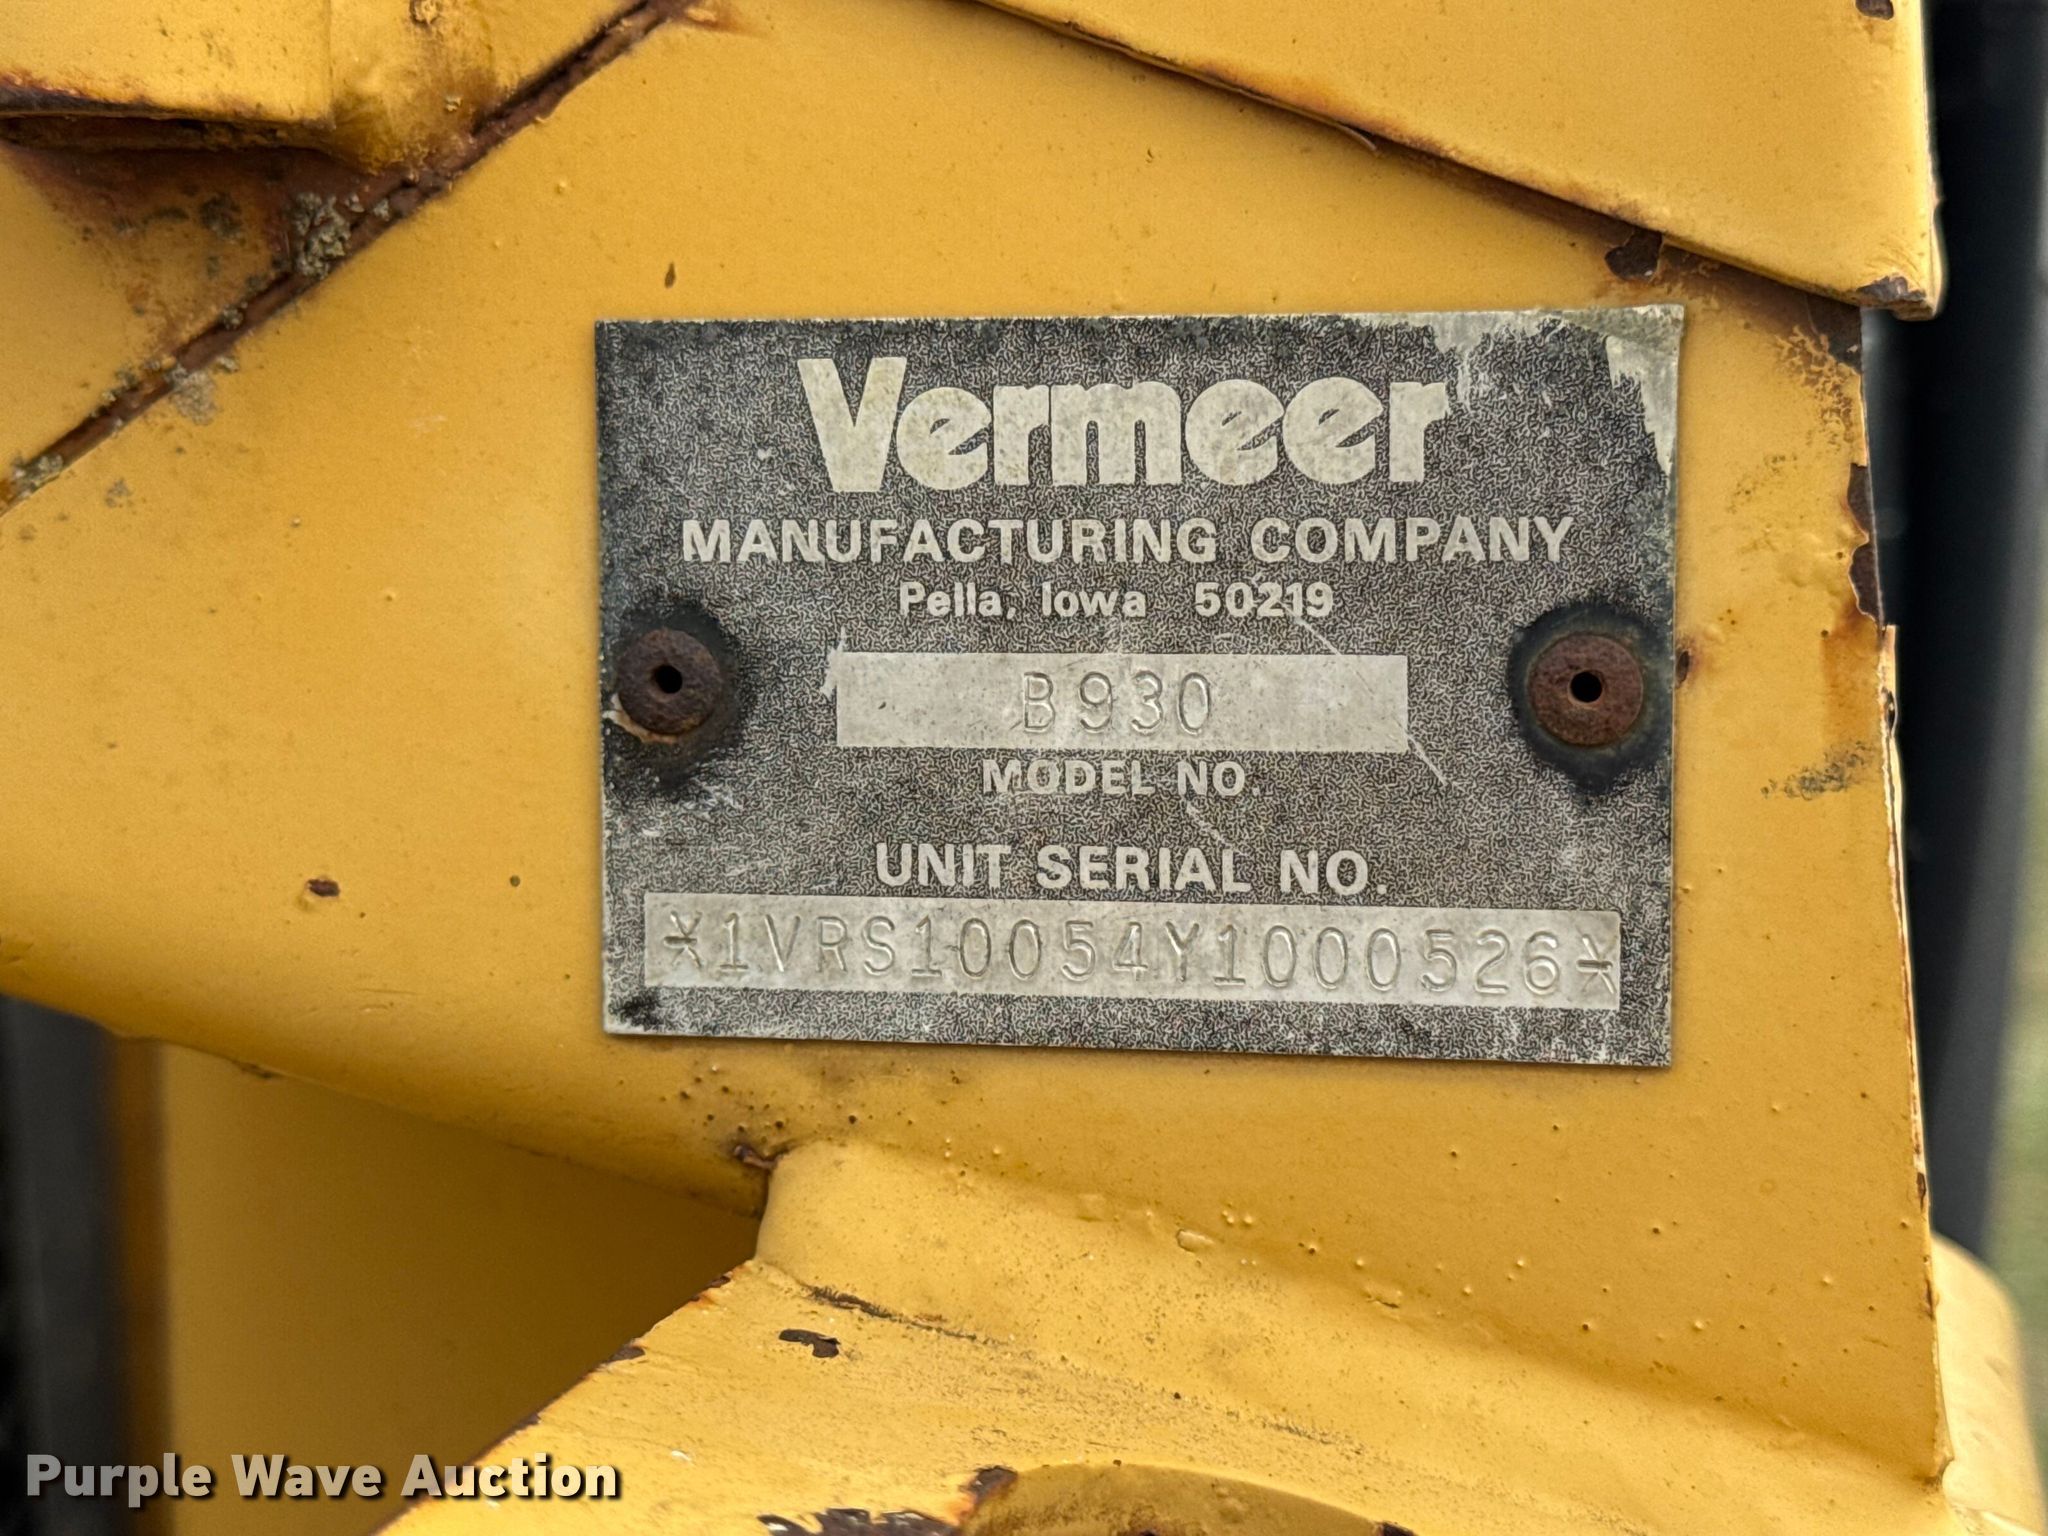 Vermeer
MANUFACTURING COMPANY
Pella, Iowa 50219
B930
MODEL NO.
UNIT SERIAL NO.
*1VRS10054Y1000526*
Purple Wave Auction